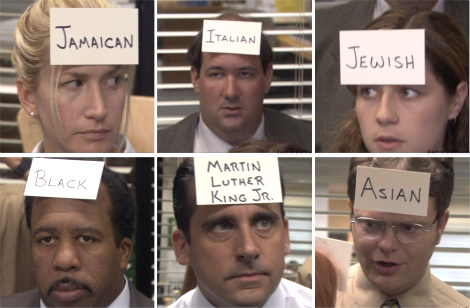 JAMAICAN
ITALIAN
JEWISH
BLACK
MARTIN
LUTHER
KING JR.
ASIAN